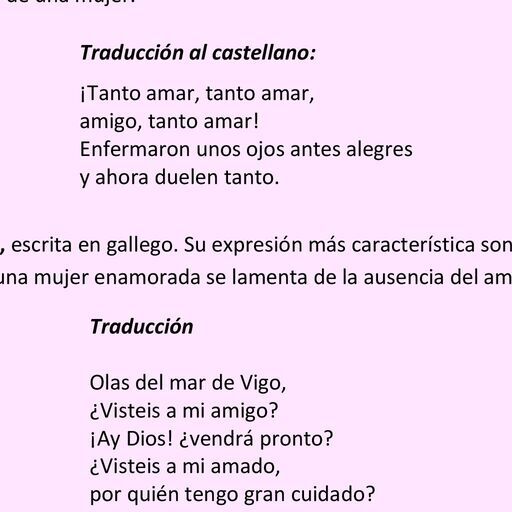 de una mujer.
Traducción al castellano:
¡Tanto amar, tanto amar,
amigo, tanto amar!
Enfermaron unos ojos antes alegres
y ahora duelen tanto.
, escrita en gallego. Su expresión más característica son
una mujer enamorada se lamenta de la ausencia del am
Traducción
Olas del mar de Vigo,
¿Visteis a mi amigo?
¡Ay Dios! ¿vendrá pronto?
¿Visteis a mi amado,
por quién tengo gran cuidado?